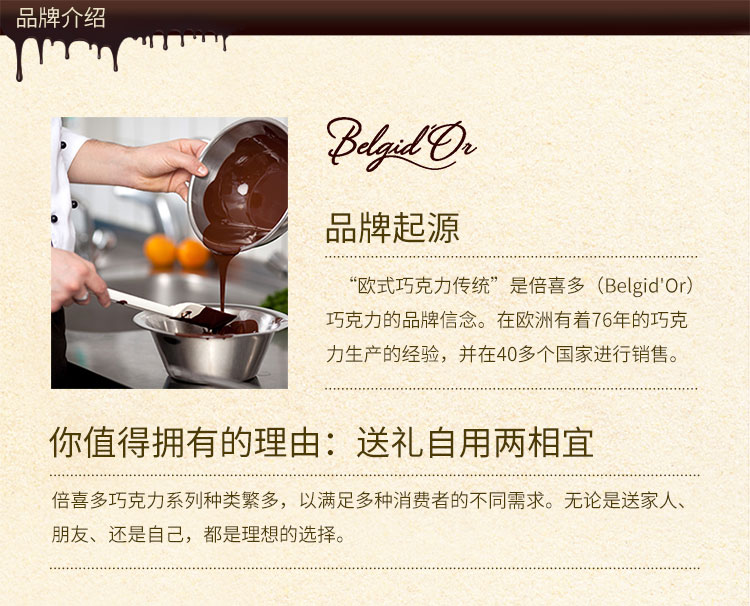 品牌介绍
Belgid'Or
品牌起源
“欧式巧克力传统”是倍喜多（Belgid'Or）
巧克力的品牌信念。在欧洲有着76年的巧克
力生产的经验，并在40多个国家进行销售。
你值得拥有的理由：送礼自用两相宜
倍喜多巧克力系列种类繁多，以满足多种消费者的不同需求。无论是送家人、
朋友、还是自己，都是理想的选择。